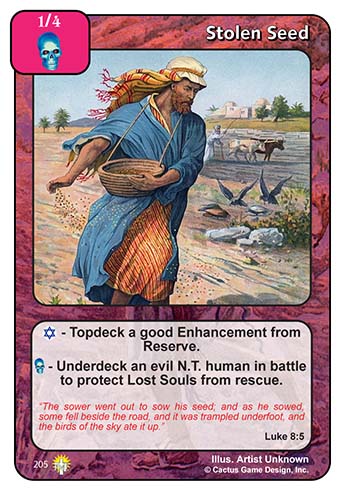 1/4
Stolen Seed
- Topdeck a good Enhancement from
Reserve.
- Underdeck an evil N.T. human in battle
to protect Lost Souls from rescue.
"The sower went out to sow his seed; and as he sowed,
some fell beside the road, and it was trampled underfoot, and
the birds of the sky ate it up."
Luke 8:5
205
Illus. Artist Unknown
© Cactus Game Design, Inc.